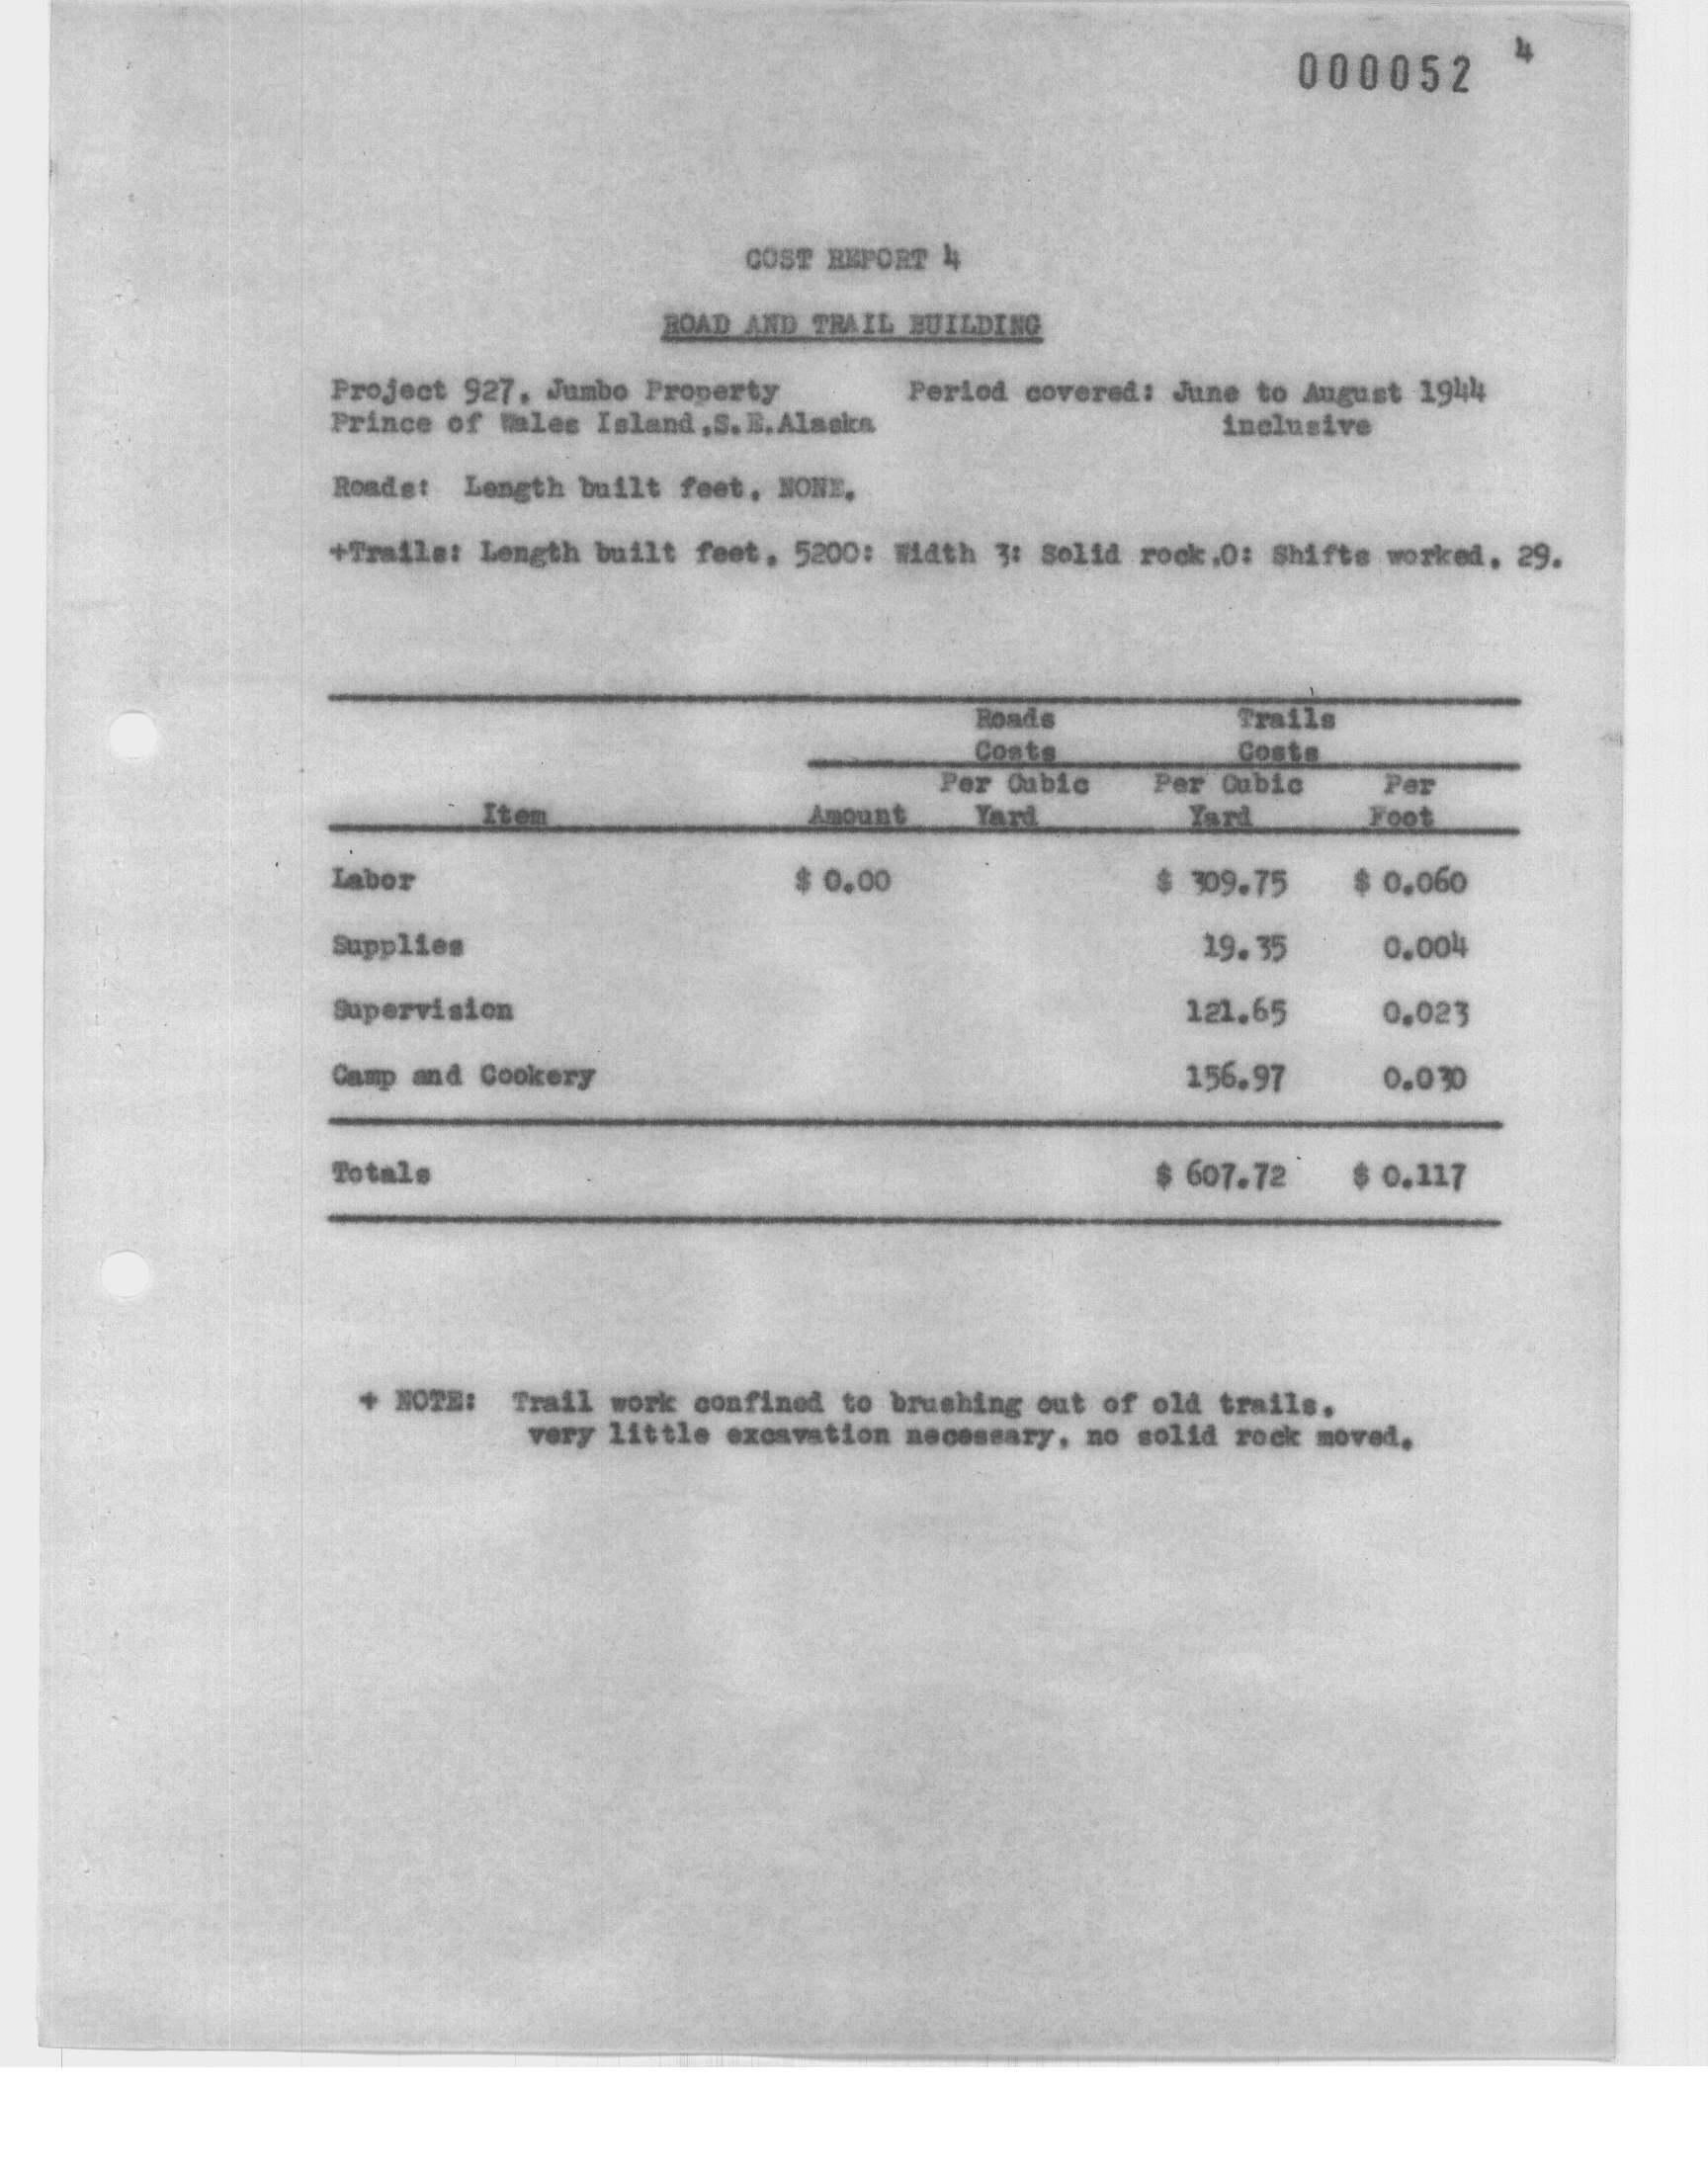 000052 4
COST REPORT 4
ROAD AND TRAIL BUILDING
Project 927, Jumbo Property Period covered: June to August 1944
Prince of Wales Island,S.E.Alaska inclusive
Roads: Length built feet, NONE.
+Trails: Length built feet, 5200: Width 3: Solid rock,0: Shifts worked, 29.
Roads Trails
Costs Costs
Per Cubic Per Cubic Per
Item Amount Yard Yard Foot
Labor $ 0.00 $ 309.75 $ 0.060
Supplies 19.35 0.004
Supervision 121.65 0.023
Camp and Cookery 156.97 0.030
Totals $ 607.72 $ 0.117
+ NOTE: Trail work confined to brushing out of old trails,
very little excavation necessary, no solid rock moved.